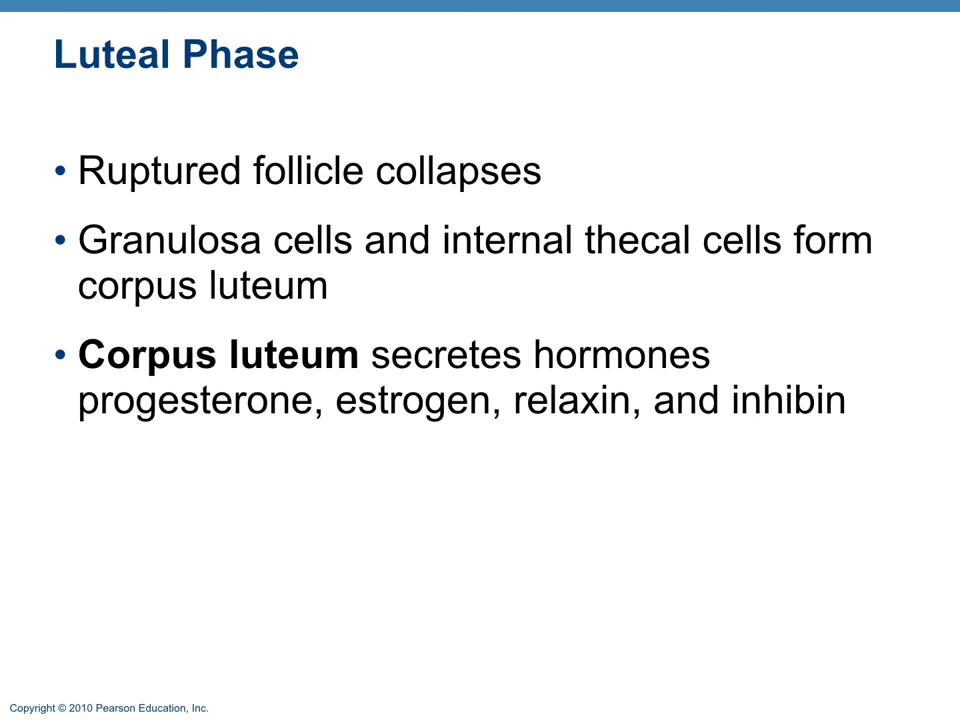 Luteal Phase
• Ruptured follicle collapses
• Granulosa cells and internal thecal cells form
corpus luteum
• Corpus luteum secretes hormones
progesterone, estrogen, relaxin, and inhibin
Copyright © 2010 Pearson Education, Inc.